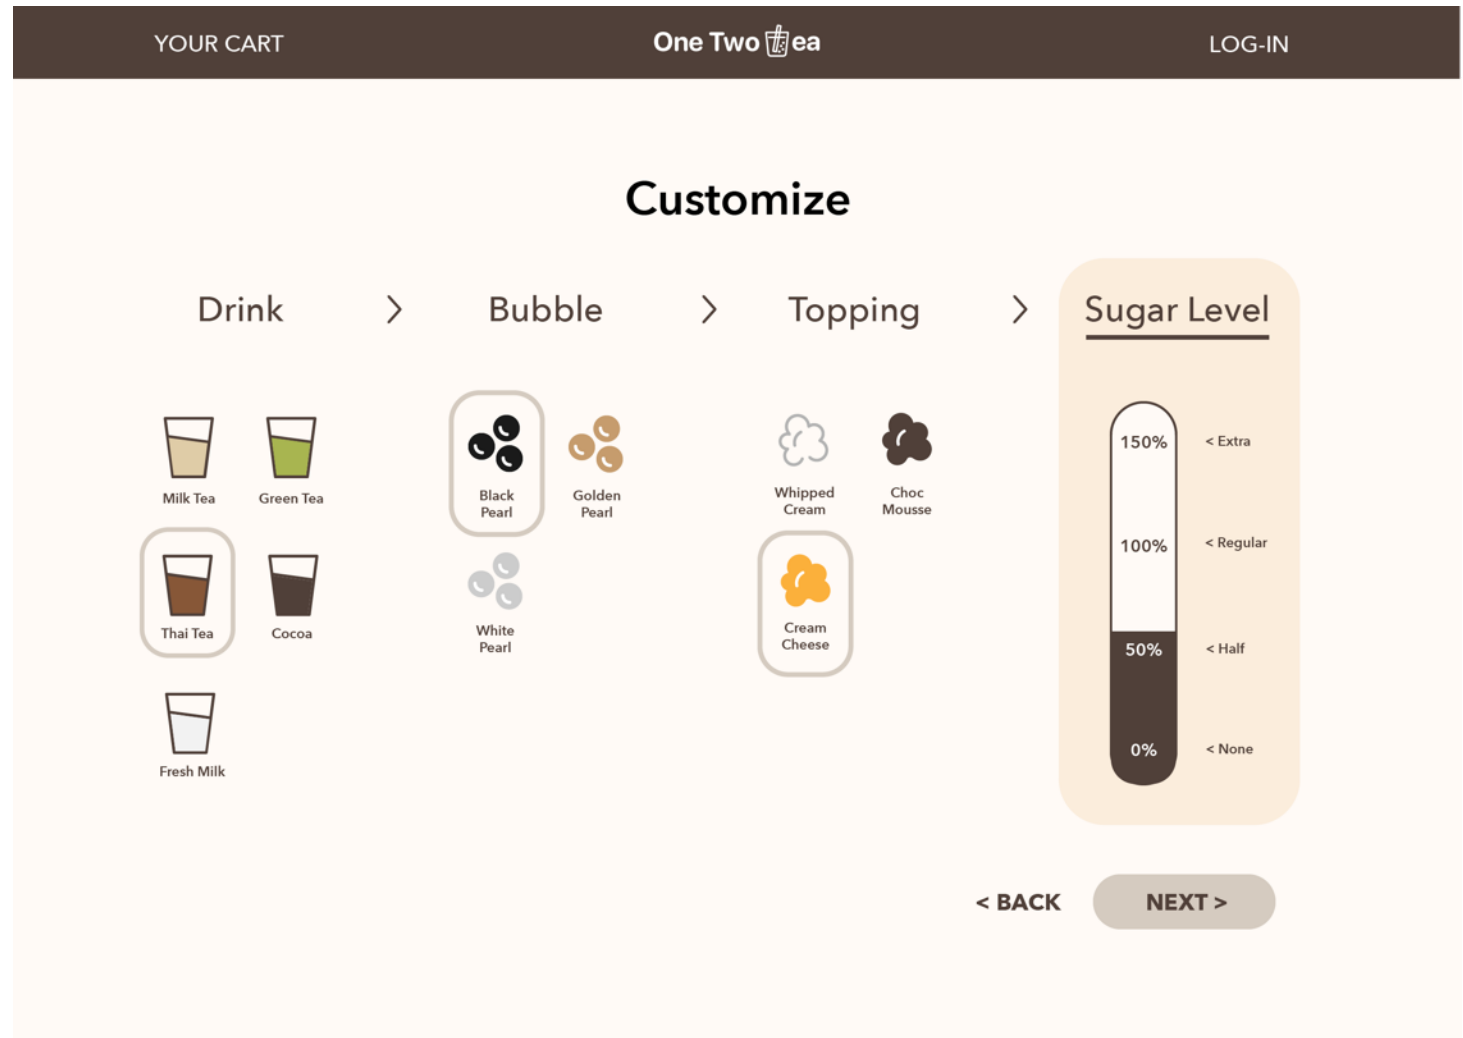 YOUR CART
One Two Tea
LOG-IN
Customize
Drink
>
Bubble
>
Topping
>
Sugar Level
Milk Tea
Green Tea
Thai Tea
Cocoa
Fresh Milk
Black
Pearl
Golden
Pearl
White
Pearl
Whipped
Cream
Choc
Mousse
Cream
Cheese
150%
< Extra
100%
< Regular
50%
< Half
0%
< None
< BACK
NEXT >